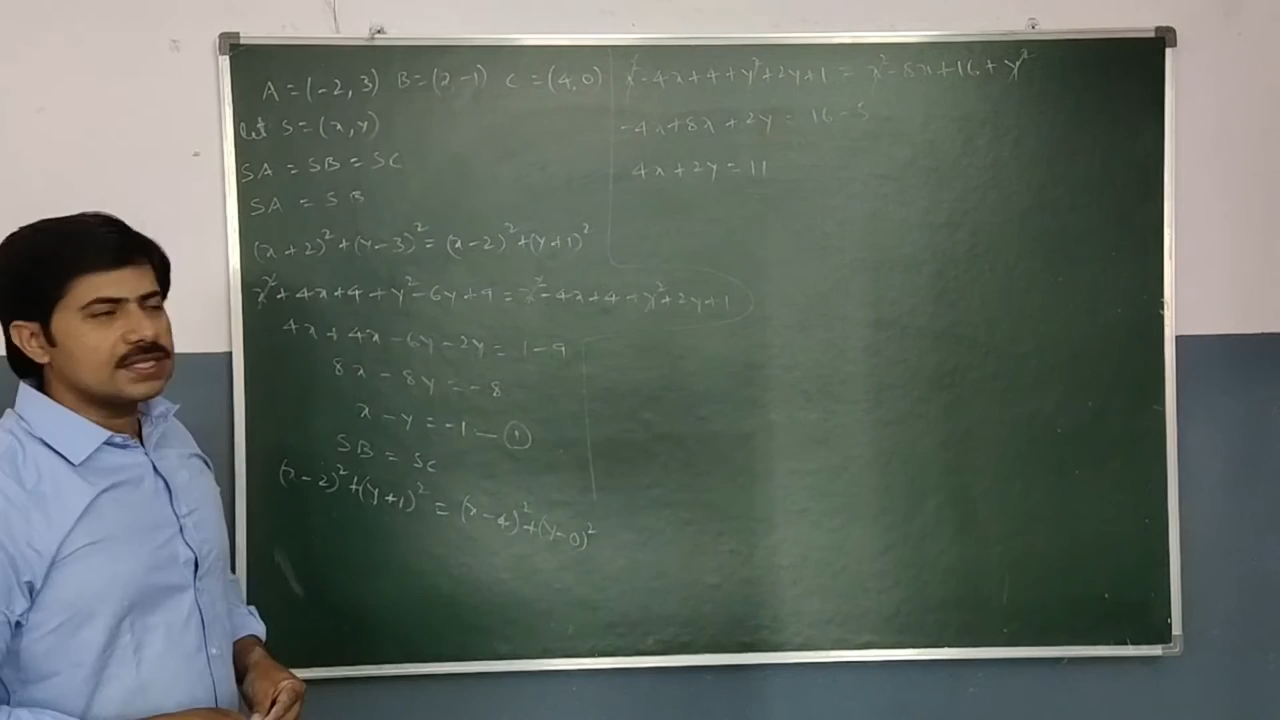 A = (-2, 3) B = (2, -1) C = (4, 0)
let S = (x, y)
SA = SB = SC
SA = SB
(x+2)² + (y-3)² = (x-2)² + (y+1)²
x² + 4x + 4 + y² - 6y + 9 = x² - 4x + 4 + y² + 2y + 1
4x + 4x - 6y - 2y = 1 - 9
8x - 8y = -8
x - y = -1 — ①
SB = SC
(x-2)² + (y+1)² = (x-4)² + (y-0)²
x² - 4x + 4 + y² + 2y + 1 = x² - 8x + 16 + y²
-4x + 8x + 2y = 16 - 5
4x + 2y = 11